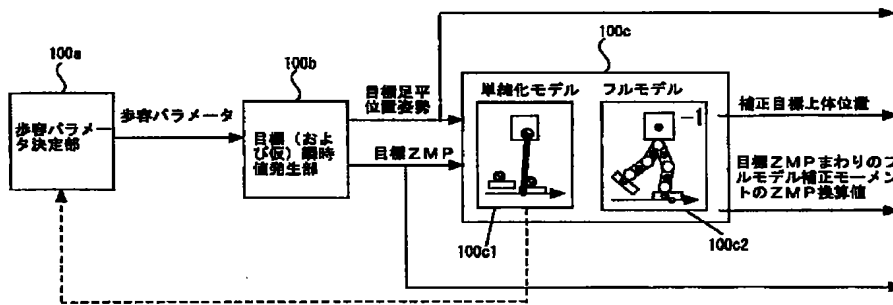 100a
歩容パラメー
タ決定部
歩容パラメータ
100b
目標(およ
び仮)瞬時
値発生部
目標足平
位置姿勢
目標ZMP
100c
単純化モデル
フルモデル
-1
100c1
100c2
補正目標上体位置
目標ZMPまわりのフ
ルモデル補正モーメン
トのZMP換算値